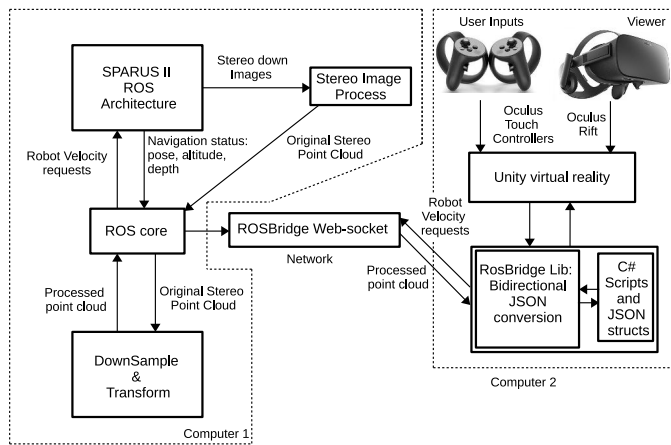 SPARUS II
ROS
Architecture
Stereo down
Images
Stereo Image
Process
Robot Velocity
requests
Navigation status:
pose, altitude,
depth
Original Stereo
Point Cloud
ROS core
ROSBridge Web-socket
Network
Processed
point cloud
Original Stereo
Point Cloud
DownSample
&
Transform
Computer 1
User Inputs
Viewer
Oculus
Touch
Controllers
Oculus
Rift
Unity virtual reality
Robot
Velocity
requests
Processed
point cloud
RosBridge Lib:
Bidirectional
JSON
conversion
C#
Scripts
and
JSON
structs
Computer 2